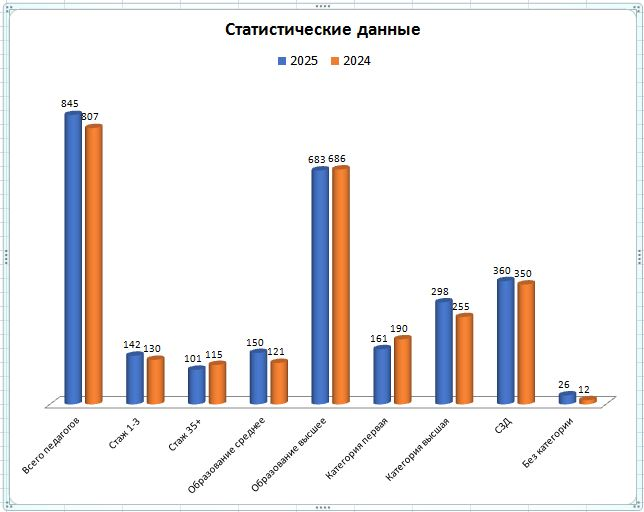 Статистические данные
2025 2024
845 807 142 130 101 115 150 121 683 686 161 190 298 255 360 350 26 12
Всего педагогов
Стаж 1-3
Стаж 35+
Образование среднее
Образование высшее
Категория первая
Категория высшая
СЗД
Без категории